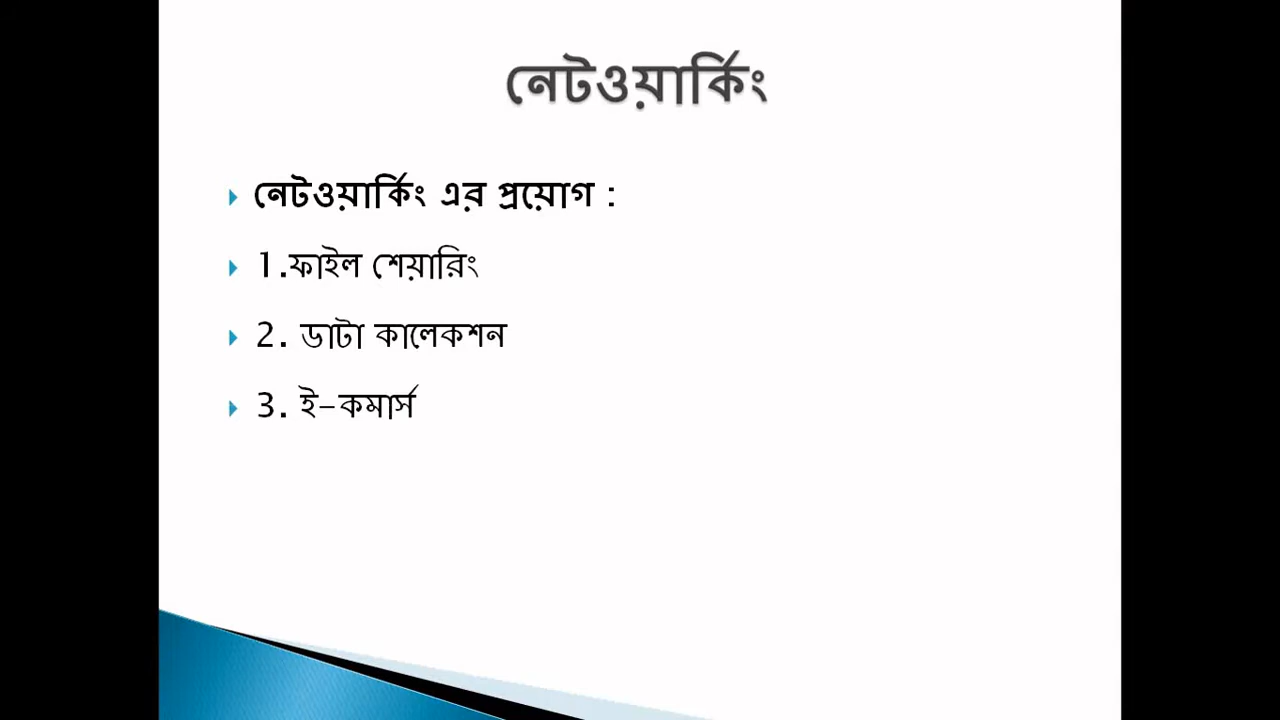 নেটওয়ার্কিং
নেটওয়ার্কিং এর প্রয়োগ :
1.ফাইল শেয়ারিং
2. ডাটা কালেকশন
3. ই-কমার্স